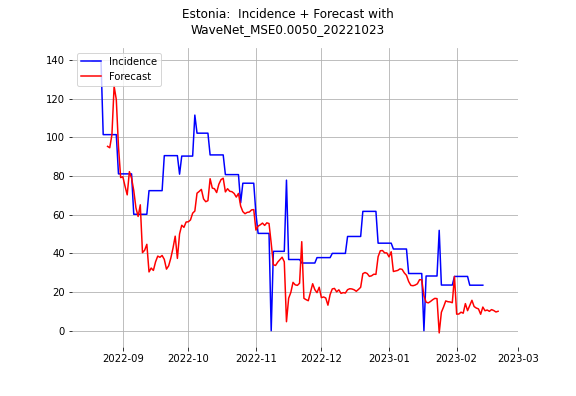 Estonia:  Incidence + Forecast with
WaveNet_MSE0.0050_20221023
Incidence
Forecast
140
120
100
80
60
40
20
0
2022-09 2022-10 2022-11 2022-12 2023-01 2023-02 2023-03